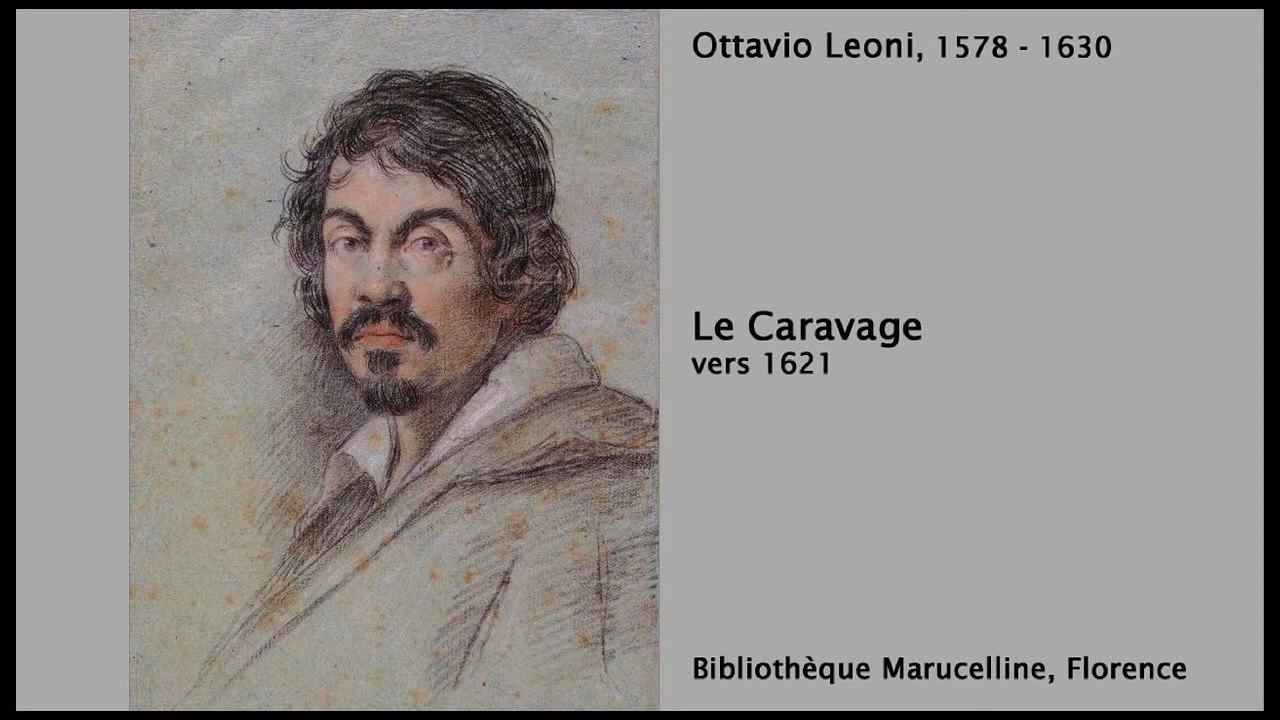 Ottavio Leoni, 1578 - 1630
Le Caravage
vers 1621
Bibliothèque Marucelline, Florence